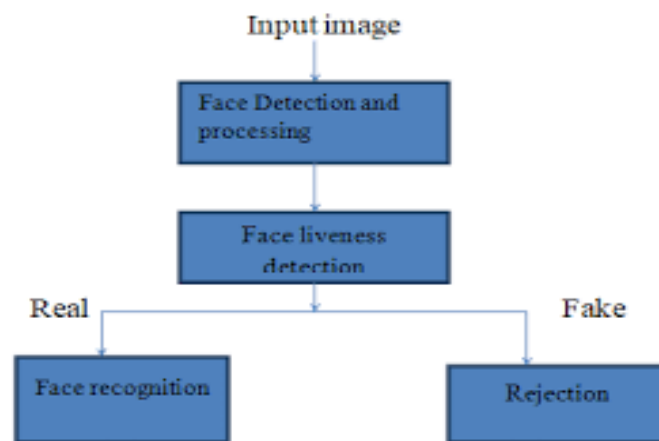 Input image
Face Detection and
processing
Face liveness
detection
Real
Fake
Face recognition
Rejection